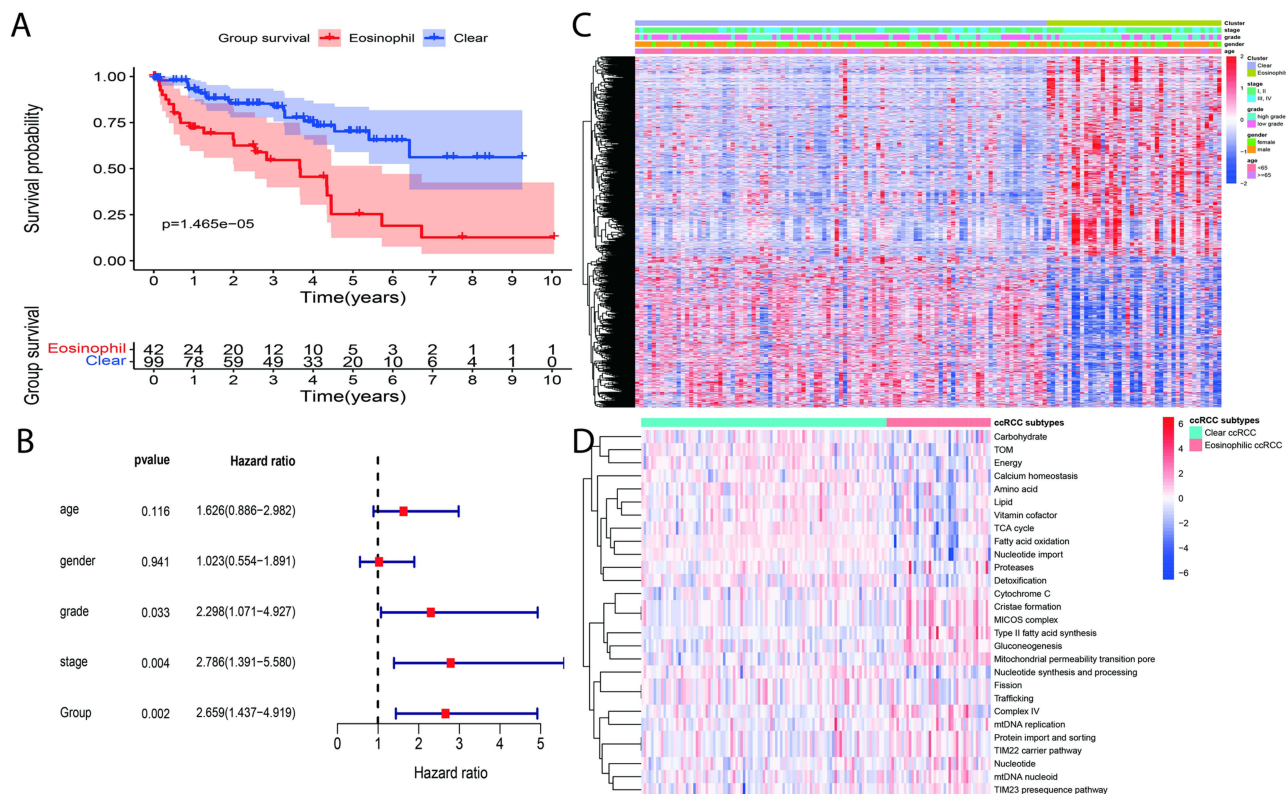 A
Group survival Eosinophil Clear
Survival probability
1.00
0.75
0.50
0.25
0.00
p=1.465e−05
0 1 2 3 4 5 6 7 8 9 10
Time(years)
Group survival
Eosinophil 42 24 20 12 10 5 3 2 1 1 1
Clear 99 78 59 49 33 20 10 6 4 1 0
0 1 2 3 4 5 6 7 8 9 10
Time(years)
B
pvalue Hazard ratio
age 0.116 1.626(0.886−2.982)
gender 0.941 1.023(0.554−1.891)
grade 0.033 2.298(1.071−4.927)
stage 0.004 2.786(1.391−5.580)
Group 0.002 2.659(1.437−4.919)
0 1 2 3 4 5
Hazard ratio
C
Cluster
stage
grade
gender
age
2
1
0
−1
−2
Cluster
Clear
Eosinophil
stage
I, II
III, IV
grade
high grade
low grade
gender
female
male
age
<65
>=65
D
ccRCC subtypes
Carbohydrate
TOM
Energy
Calcium homeostasis
Amino acid
Lipid
Vitamin cofactor
TCA cycle
Fatty acid oxidation
Nucleotide import
Proteases
Detoxification
Cytochrome C
Cristae formation
MICOS complex
Type II fatty acid synthesis
Gluconeogenesis
Mitochondrial permeability transition pore
Nucleotide synthesis and processing
Fission
Trafficking
Complex IV
mtDNA replication
Protein import and sorting
TIM22 carrier pathway
Nucleotide
mtDNA nucleoid
TIM23 presequence pathway
6
4
2
0
−2
−4
−6
ccRCC subtypes
Clear ccRCC
Eosinophilic ccRCC